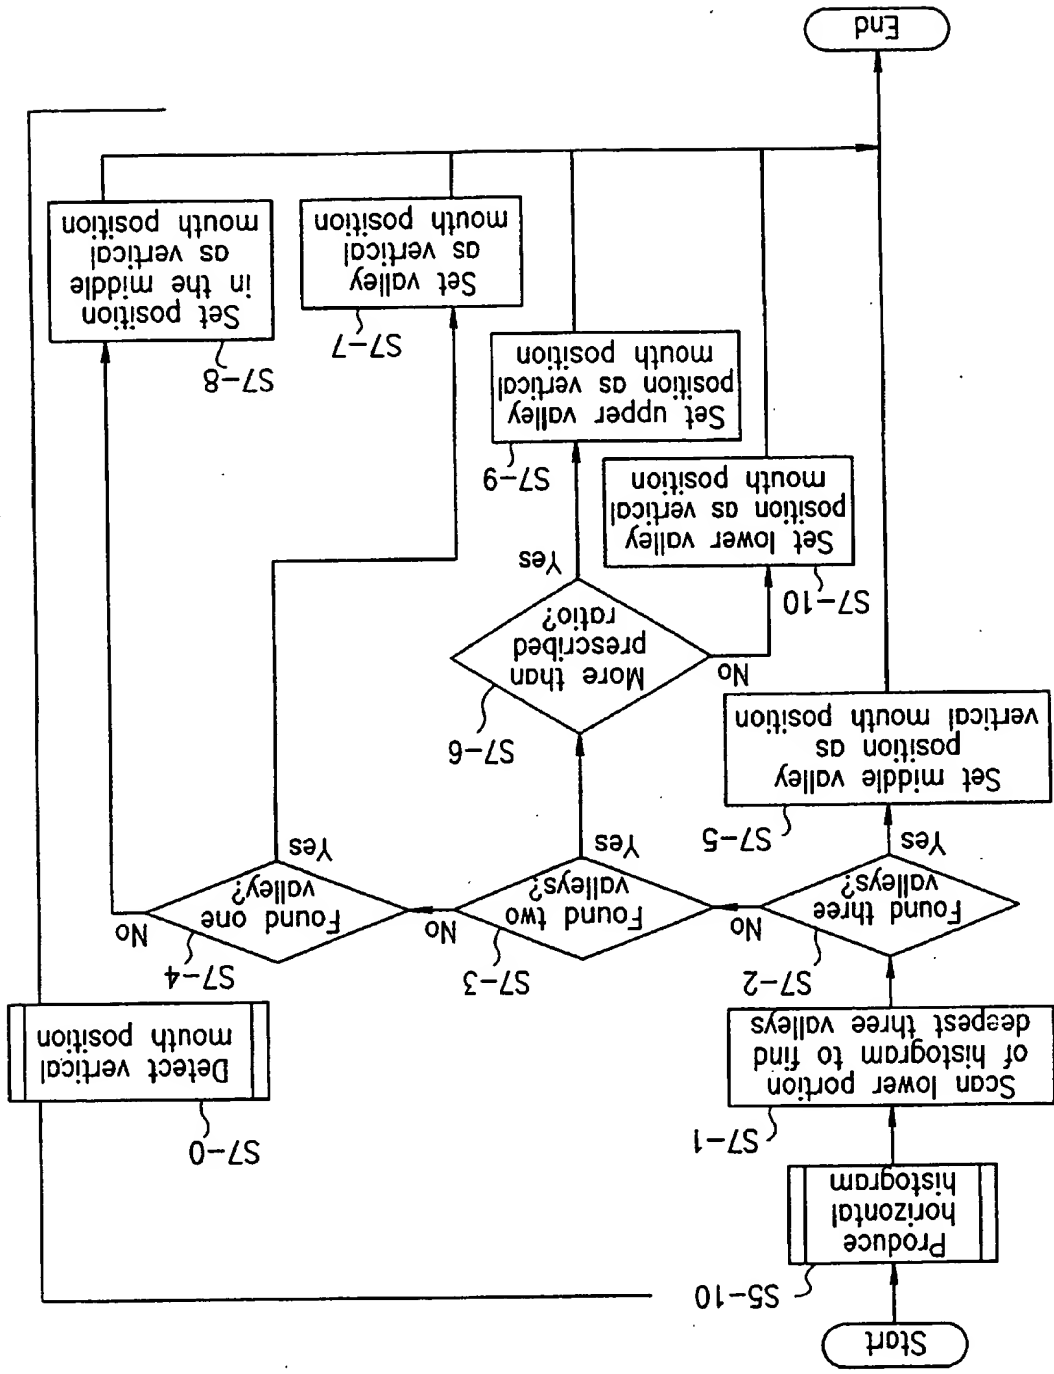 Start
S5-10
Produce
horizontal
histogram
S7-0
Detect vertical
mouth position
S7-1
Scan lower portion
of histogram to find
deepest three valleys
S7-2
Found three
valleys?
No
Yes
S7-3
Found two
valleys?
No
Yes
S7-4
Found one
valley?
No
Yes
S7-5
Set middle valley
position as
vertical mouth position
S7-6
More than
prescribed
ratio?
No
Yes
S7-10
Set lower valley
position as vertical
mouth position
S7-9
Set upper valley
position as vertical
mouth position
S7-7
Set valley
as vertical
mouth position
S7-8
Set position
in the middle
as vertical
mouth position
End